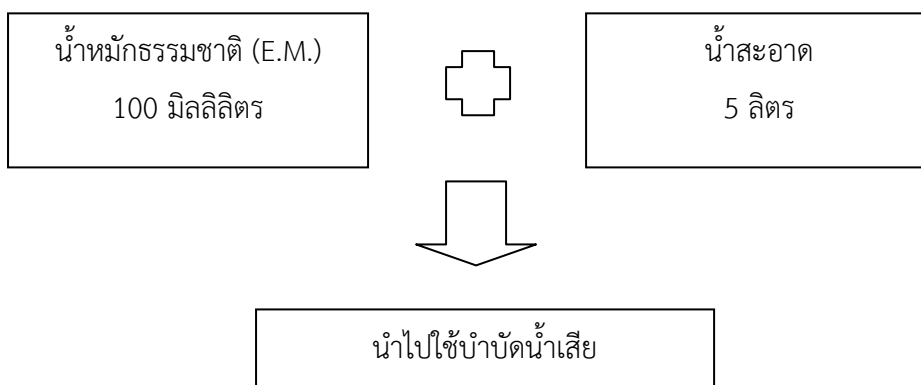 น้ำหมักธรรมชาติ (E.M.)
100 มิลลิลิตร
น้ำสะอาด
5 ลิตร
นำไปใช้บำบัดน้ำเสีย